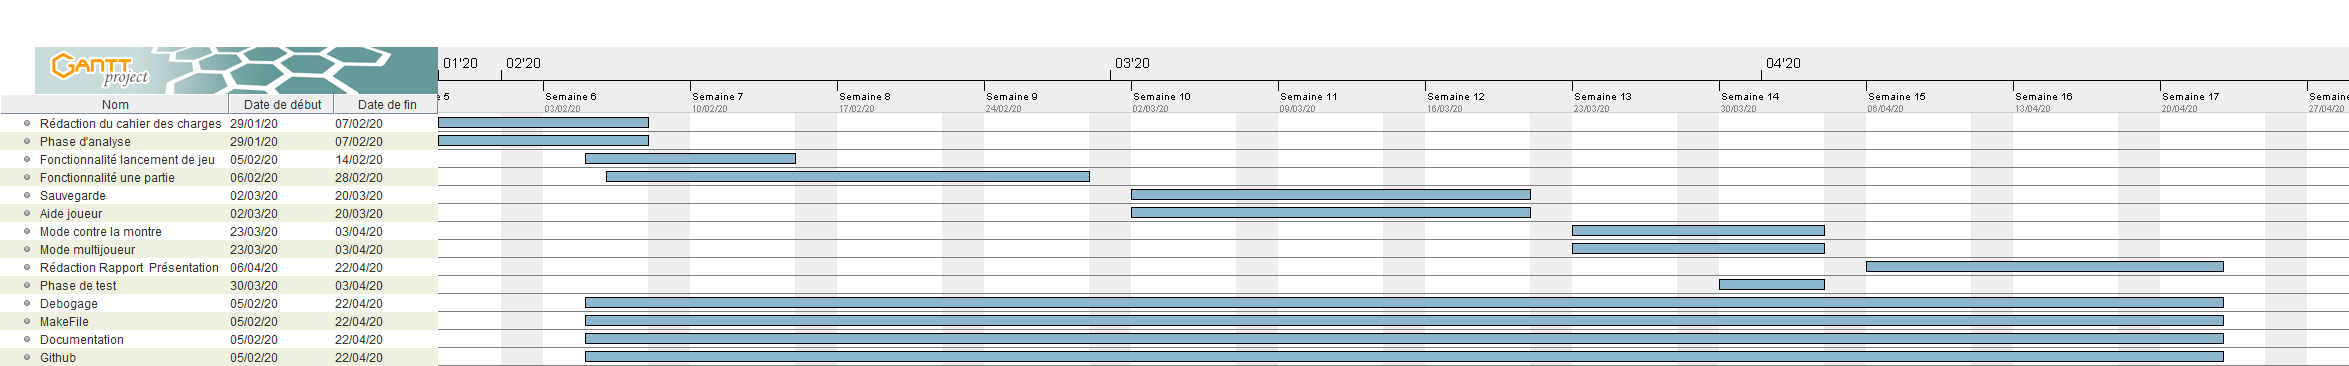 GANTT
project
01'20 02'20 03'20 04'20
e 5 Semaine 6 Semaine 7 Semaine 8 Semaine 9 Semaine 10 Semaine 11 Semaine 12 Semaine 13 Semaine 14 Semaine 15 Semaine 16 Semaine 17 Semaine
03/02/20 10/02/20 17/02/20 24/02/20 02/03/20 09/03/20 16/03/20 23/03/20 30/03/20 06/04/20 13/04/20 20/04/20 27/04/20
Nom Date de début Date de fin
Rédaction du cahier des charges 29/01/20 07/02/20
Phase d'analyse 29/01/20 07/02/20
Fonctionnalité lancement de jeu 05/02/20 14/02/20
Fonctionnalité une partie 06/02/20 28/02/20
Sauvegarde 02/03/20 20/03/20
Aide joueur 02/03/20 20/03/20
Mode contre la montre 23/03/20 03/04/20
Mode multijoueur 23/03/20 03/04/20
Rédaction Rapport Présentation 06/04/20 22/04/20
Phase de test 30/03/20 03/04/20
Debogage 05/02/20 22/04/20
MakeFile 05/02/20 22/04/20
Documentation 05/02/20 22/04/20
Github 05/02/20 22/04/20